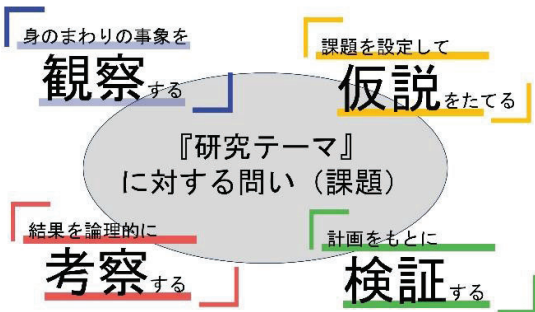 身のまわりの事象を
観察する
課題を設定して
仮説をたてる
『研究テーマ』
に対する問い（課題）
結果を論理的に
考察する
計画をもとに
検証する